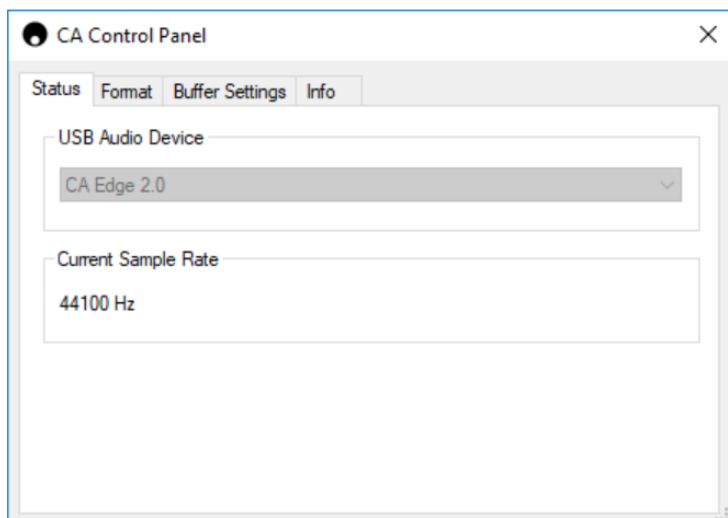 CA Control Panel
Status Format Buffer Settings Info
USB Audio Device
CA Edge 2.0
Current Sample Rate
44100 Hz